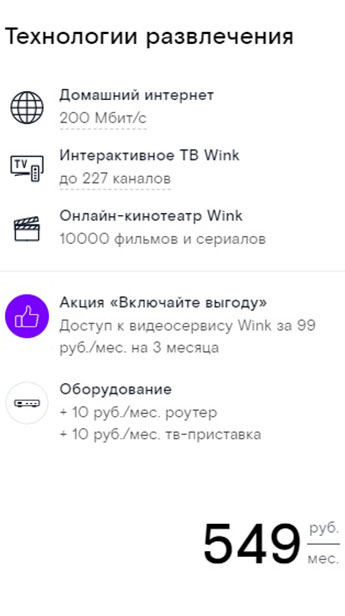 Технологии развлечения
Домашний интернет
200 Мбит/с
TV
Интерактивное ТВ Wink
до 227 каналов
Онлайн-кинотеатр Wink
10000 фильмов и сериалов
Акция «Включайте выгоду»
Доступ к видеосервису Wink за 99
руб./мес. на 3 месяца
Оборудование
+ 10 руб./мес. роутер
+ 10 руб./мес. тв-приставка
549 руб.
мес.